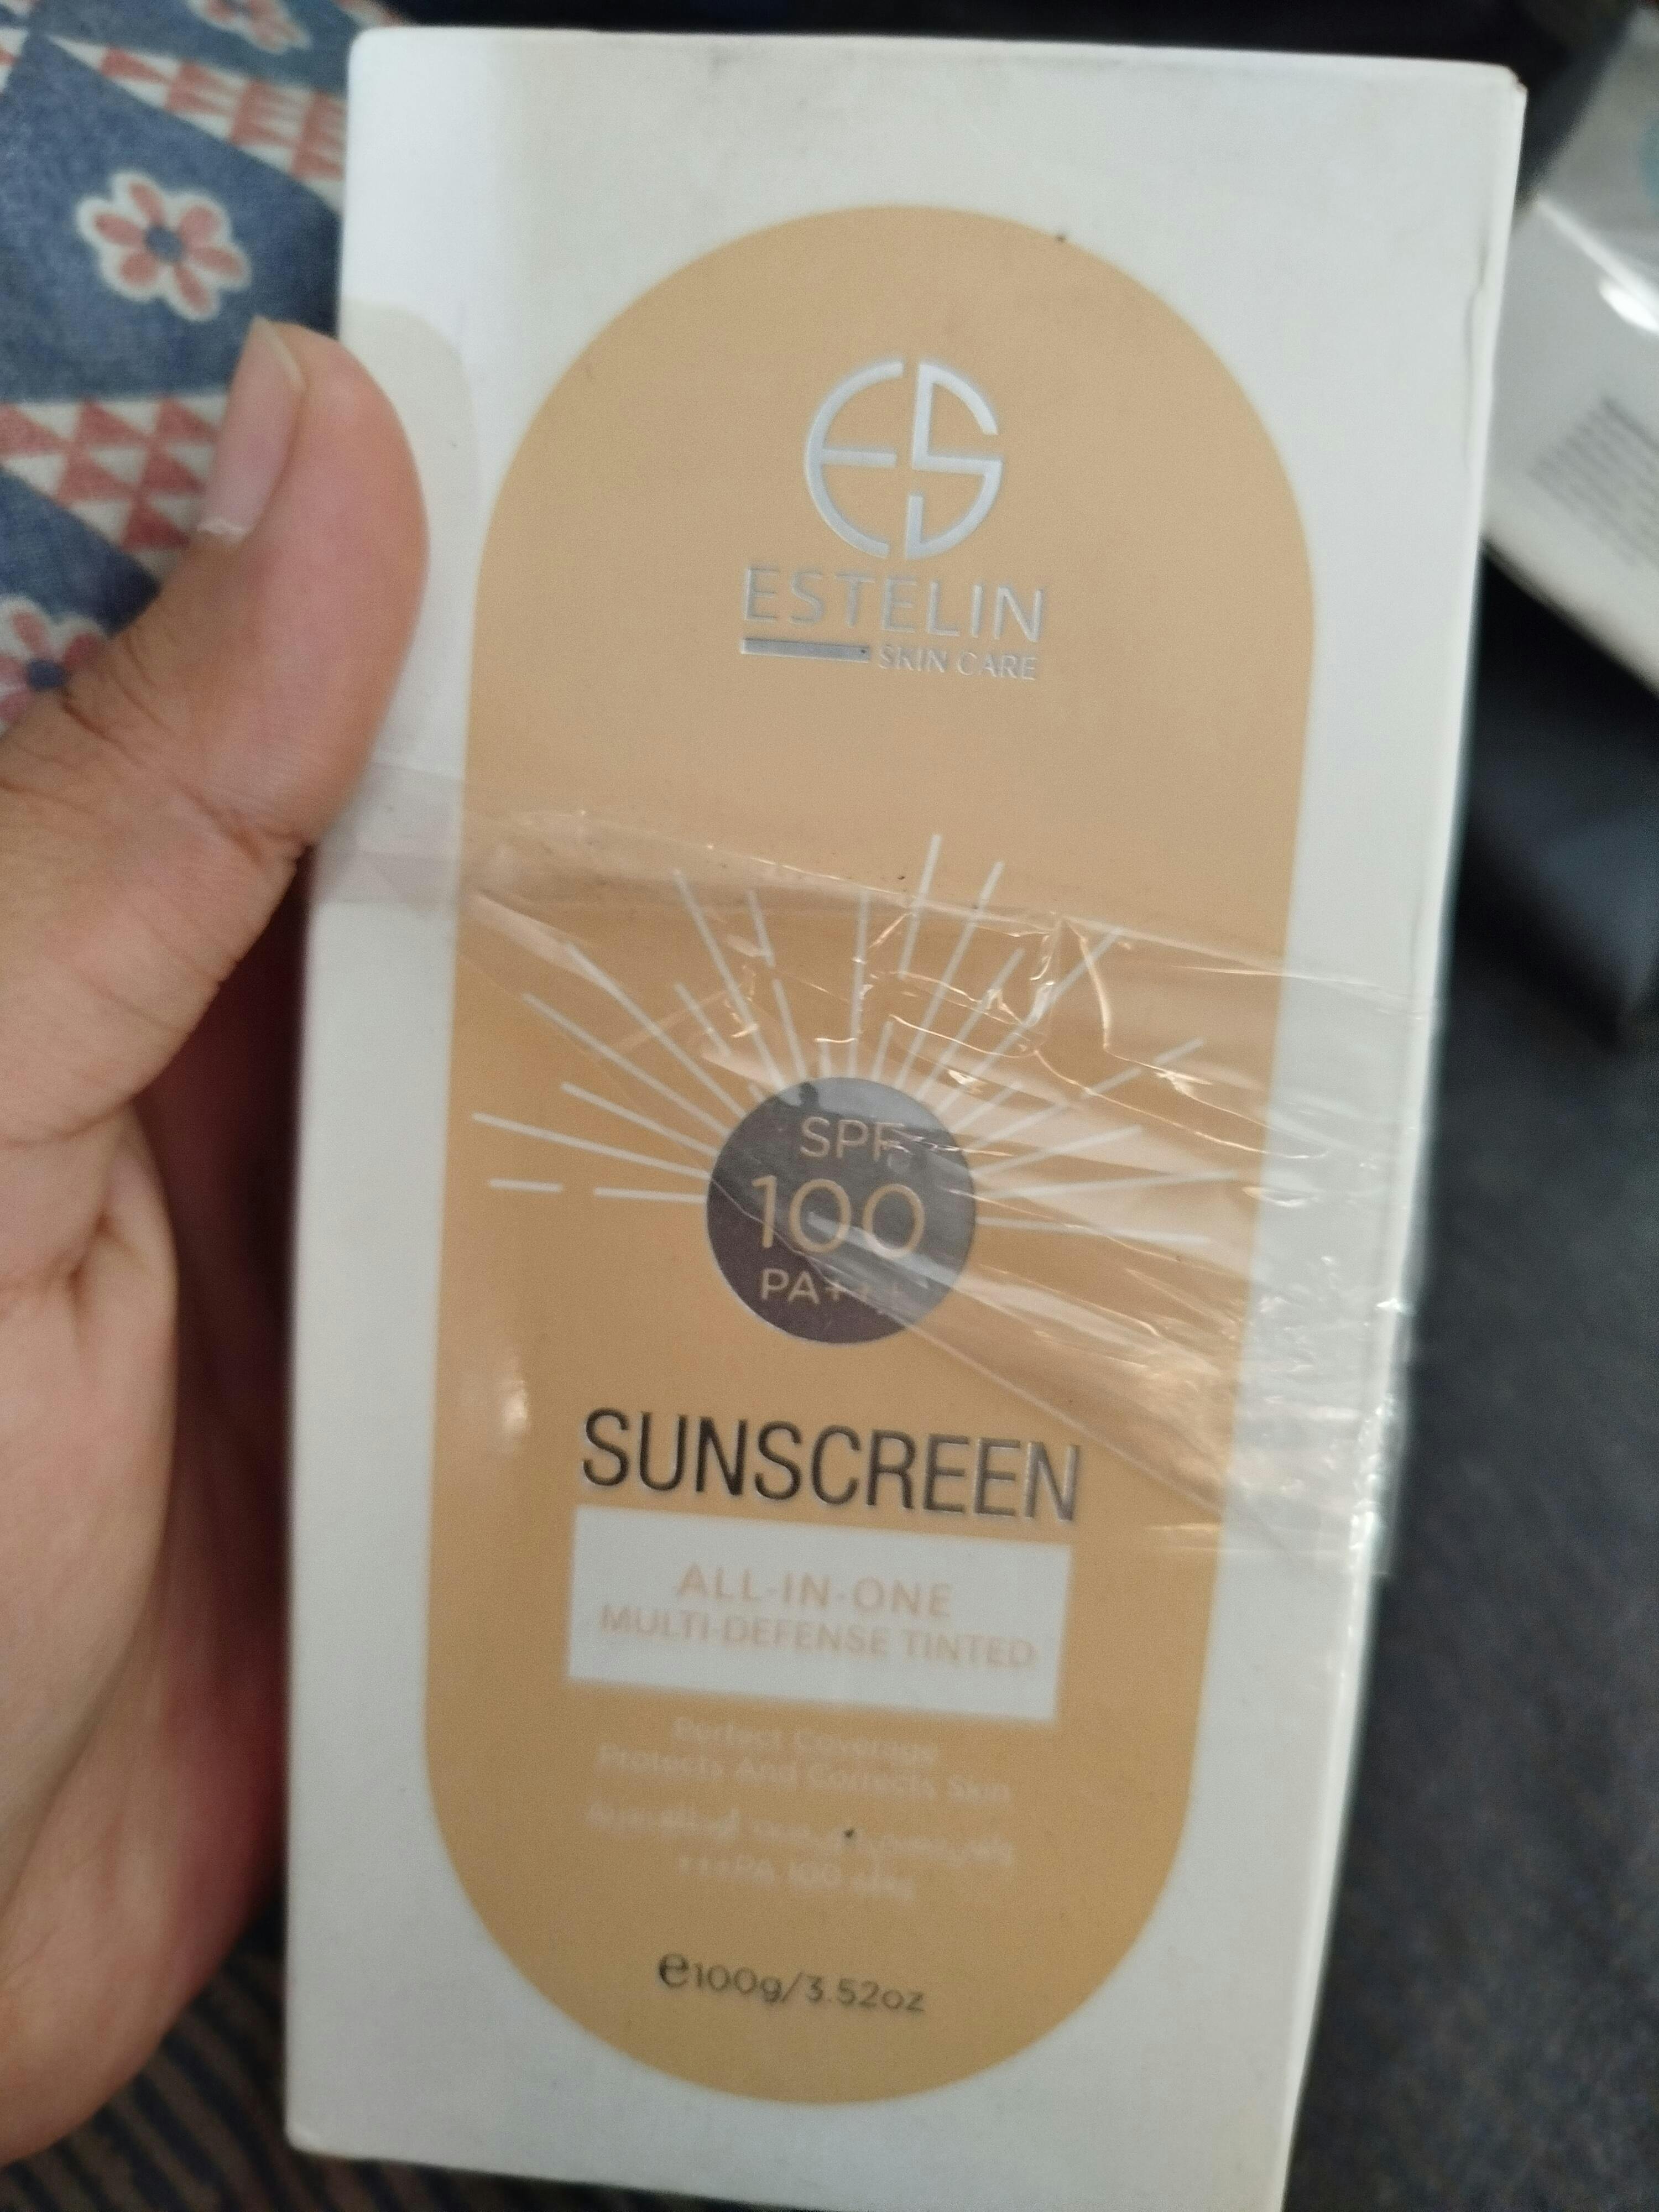 ES
ESTELIN
SKIN CARE
SPF
100
PA+++
SUNSCREEN
ALL-IN-ONE
MULTI-DEFENSE TINTED
Perfect Coverage
Protects And Corrects Skin
e100g/3.52oz